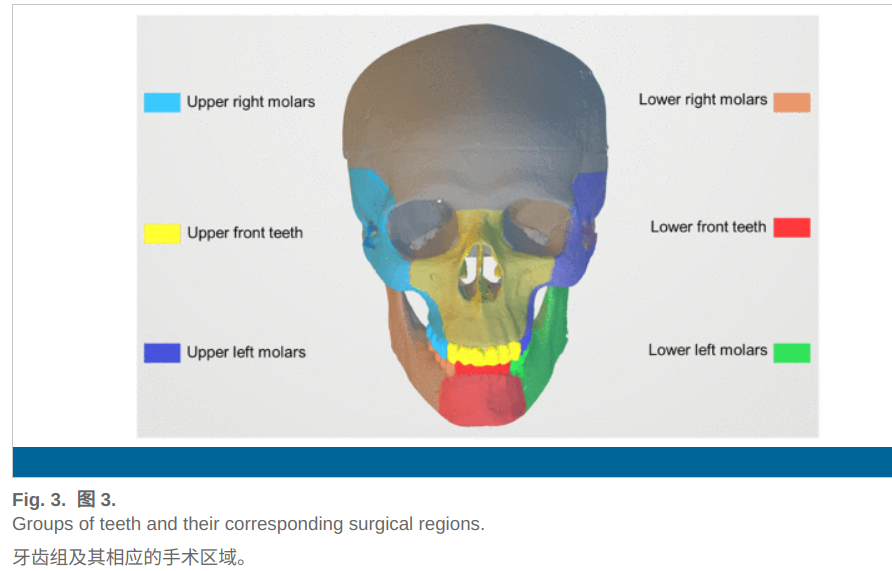 Upper right molars
Lower right molars
Upper front teeth
Lower front teeth
Upper left molars
Lower left molars
Fig. 3. 图 3.
Groups of teeth and their corresponding surgical regions.
牙齿组及其相应的手术区域。